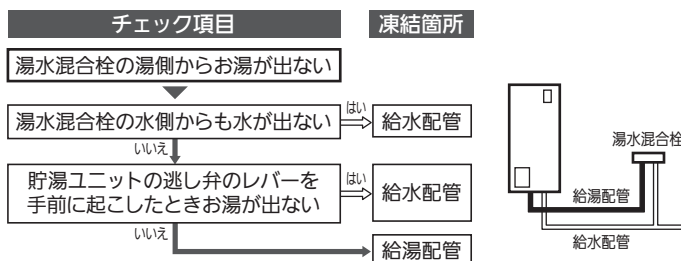 チェック項目
凍結箇所
湯水混合栓の湯側からお湯が出ない
湯水混合栓の水側からも水が出ない
はい
給水配管
いいえ
貯湯ユニットの逃し弁のレバーを
手前に起こしたときお湯が出ない
はい
給水配管
いいえ
給湯配管
湯水混合栓
給湯配管
給水配管